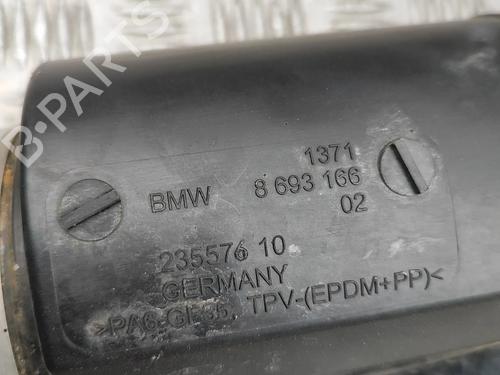 B-PARTS
1371
BMW 8 693 166
02
235576 10
GERMANY
>PA6-GF35, TPV-(EPDM+PP)<